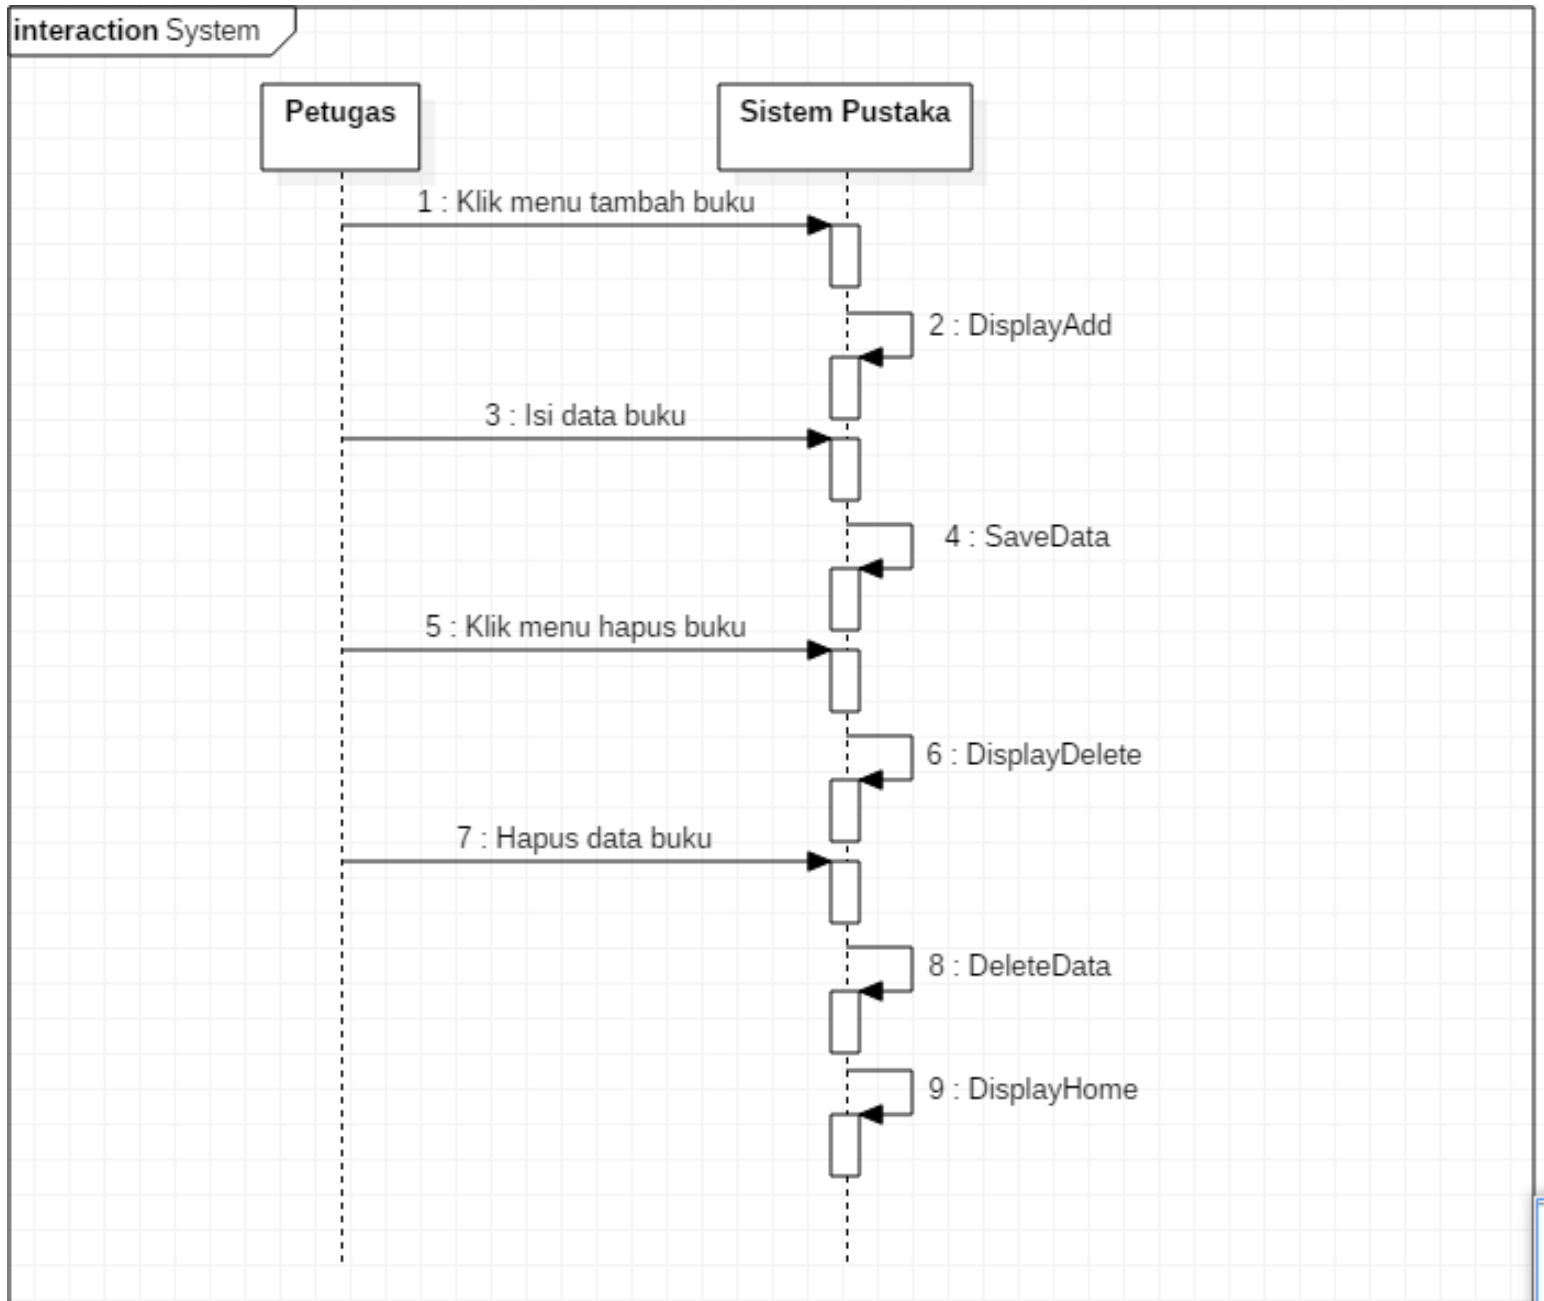 interaction System
Petugas
Sistem Pustaka
1 : Klik menu tambah buku
2 : DisplayAdd
3 : Isi data buku
4 : SaveData
5 : Klik menu hapus buku
6 : DisplayDelete
7 : Hapus data buku
8 : DeleteData
9 : DisplayHome